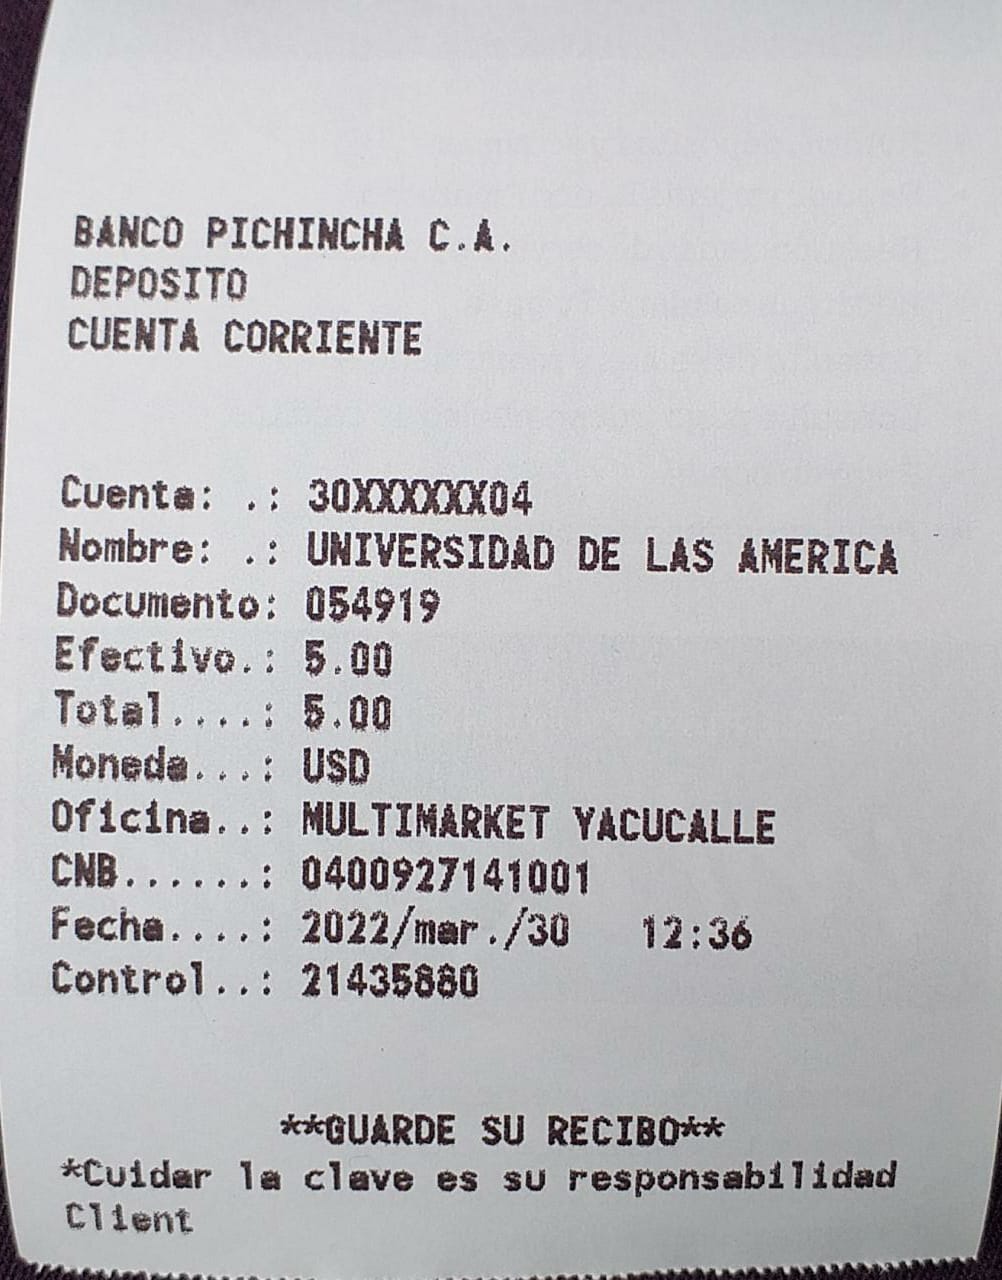 BANCO PICHINCHA C.A.
DEPOSITO
CUENTA CORRIENTE
Cuenta: .: 30XXXXXX04
Nombre: .: UNIVERSIDAD DE LAS AMERICA
Documento: 054919
Efectivo.: 5.00
Total....: 5.00
Moneda...: USD
Oficina..: MULTIMARKET YACUCALLE
CNB......: 0400927141001
Fecha....: 2022/mar./30 12:36
Control..: 21435880
**GUARDE SU RECIBO**
*Cuidar la clave es su responsabilidad
Client